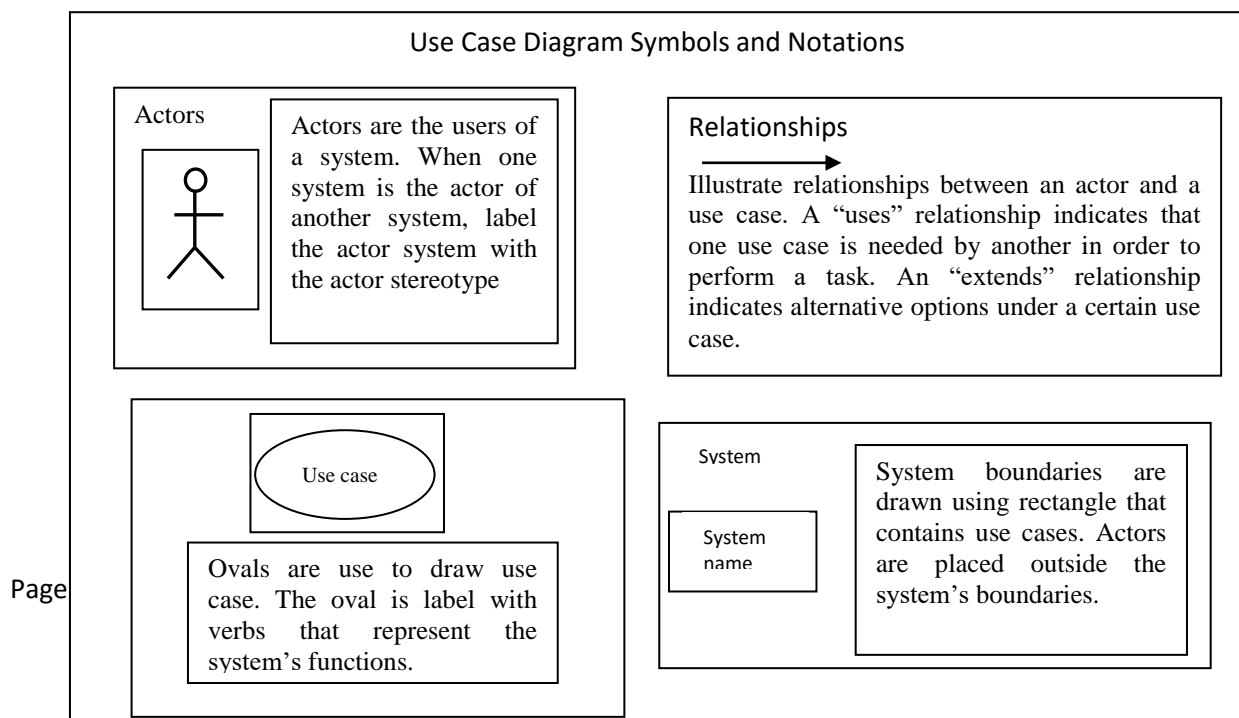 Use Case Diagram Symbols and Notations
Actors
Actors are the users of
a system. When one
system is the actor of
another system, label
the actor system with
the actor stereotype
Relationships
Illustrate relationships between an actor and a
use case. A “uses” relationship indicates that
one use case is needed by another in order to
perform a task. An “extends” relationship
indicates alternative options under a certain use
case.
Use case
Ovals are use to draw use
case. The oval is label with
verbs that represent the
system’s functions.
System
System
name
System boundaries are
drawn using rectangle that
contains use cases. Actors
are placed outside the
system’s boundaries.
Page